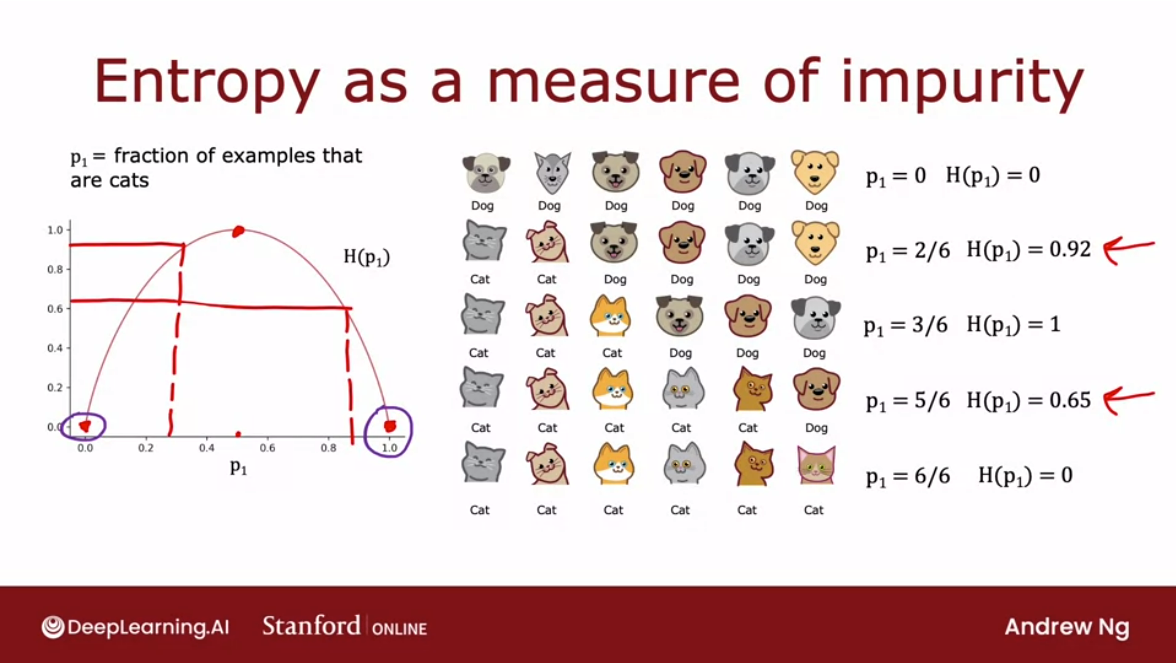 Entropy as a measure of impurity
p₁ = fraction of examples that
are cats
1.0
0.8
0.6
0.4
0.2
0.0
0.0 0.2 0.4 0.6 0.8 1.0
p₁
H(p₁)
Dog Dog Dog Dog Dog Dog
p₁ = 0 H(p₁) = 0
Cat Cat Dog Dog Dog Dog
p₁ = 2/6 H(p₁) = 0.92
Cat Cat Cat Dog Dog Dog
p₁ = 3/6 H(p₁) = 1
Cat Cat Cat Cat Cat Dog
p₁ = 5/6 H(p₁) = 0.65
Cat Cat Cat Cat Cat Cat
p₁ = 6/6 H(p₁) = 0
DeepLearning.AI Stanford ONLINE Andrew Ng